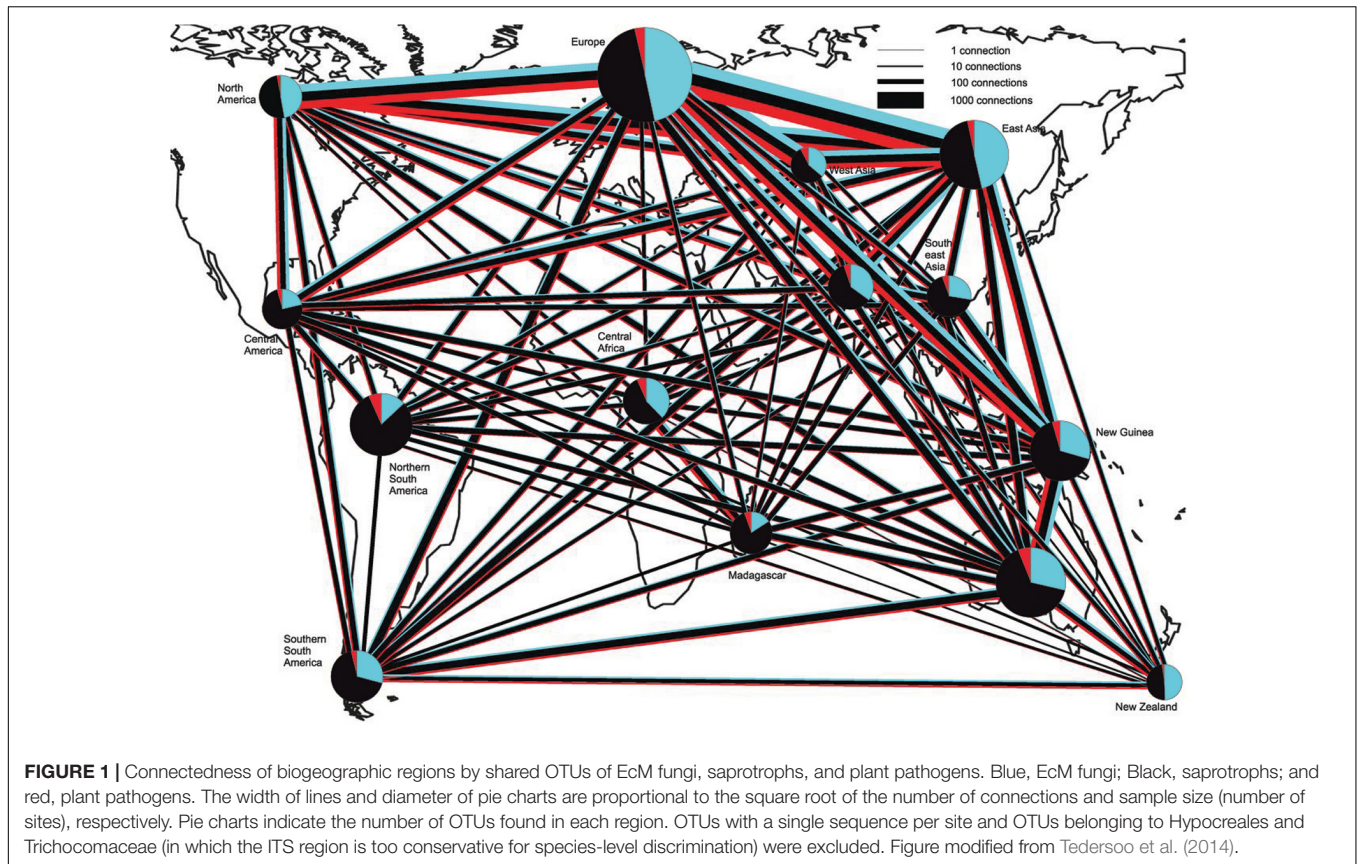 Europe
1 connection
10 connections
100 connections
1000 connections
North
America
East Asia
West Asia
South
east
Asia
Central
America
Central
Africa
New Guinea
Northern
South
America
Madagascar
Southern
South
America
New Zealand
FIGURE 1 | Connectedness of biogeographic regions by shared OTUs of EcM fungi, saprotrophs, and plant pathogens. Blue, EcM fungi; Black, saprotrophs; and
red, plant pathogens. The width of lines and diameter of pie charts are proportional to the square root of the number of connections and sample size (number of
sites), respectively. Pie charts indicate the number of OTUs found in each region. OTUs with a single sequence per site and OTUs belonging to Hypocreales and
Trichocomaceae (in which the ITS region is too conservative for species-level discrimination) were excluded. Figure modified from Tedersoo et al. (2014).